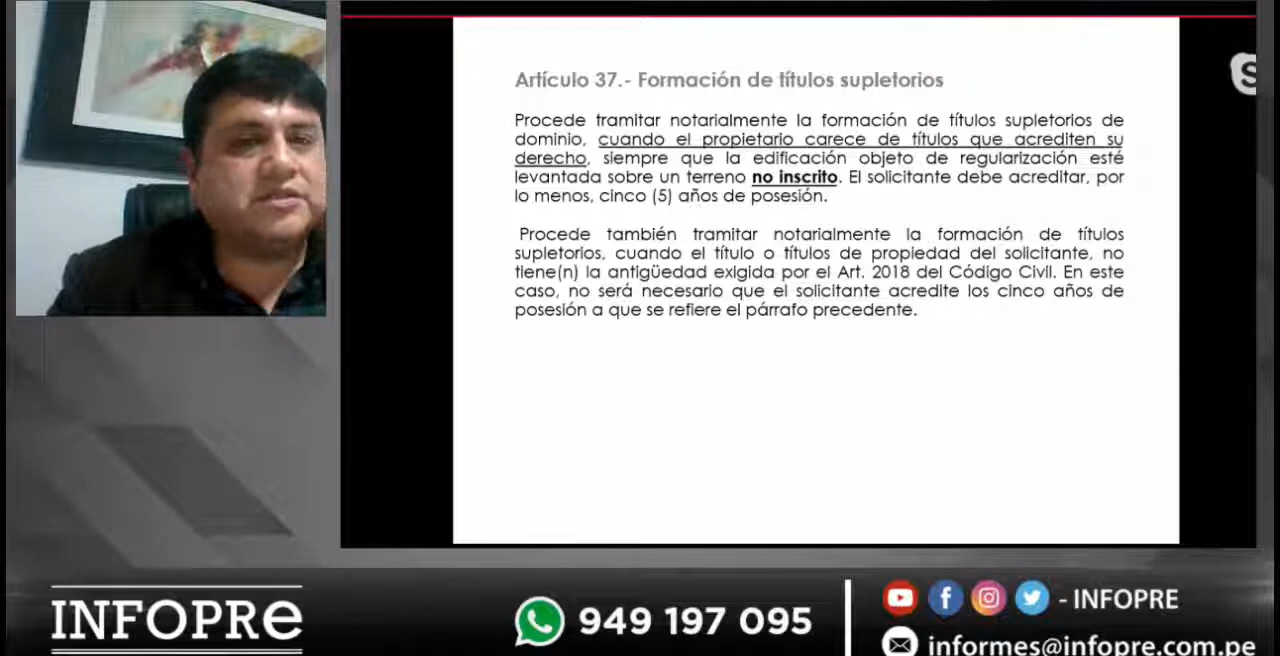 Artículo 37.- Formación de títulos supletorios
Procede tramitar notarialmente la formación de títulos supletorios de
dominio, cuando el propietario carece de títulos que acrediten su
derecho, siempre que la edificación objeto de regularización esté
levantada sobre un terreno no inscrito. El solicitante debe acreditar, por
lo menos, cinco (5) años de posesión.
Procede también tramitar notarialmente la formación de títulos
supletorios, cuando el título o títulos de propiedad del solicitante, no
tiene(n) la antigüedad exigida por el Art. 2018 del Código Civil. En este
caso, no será necesario que el solicitante acredite los cinco años de
posesión a que se refiere el párrafo precedente.
INFOPRe
949 197 095
- INFOPRE
informes@infopre.com.pe